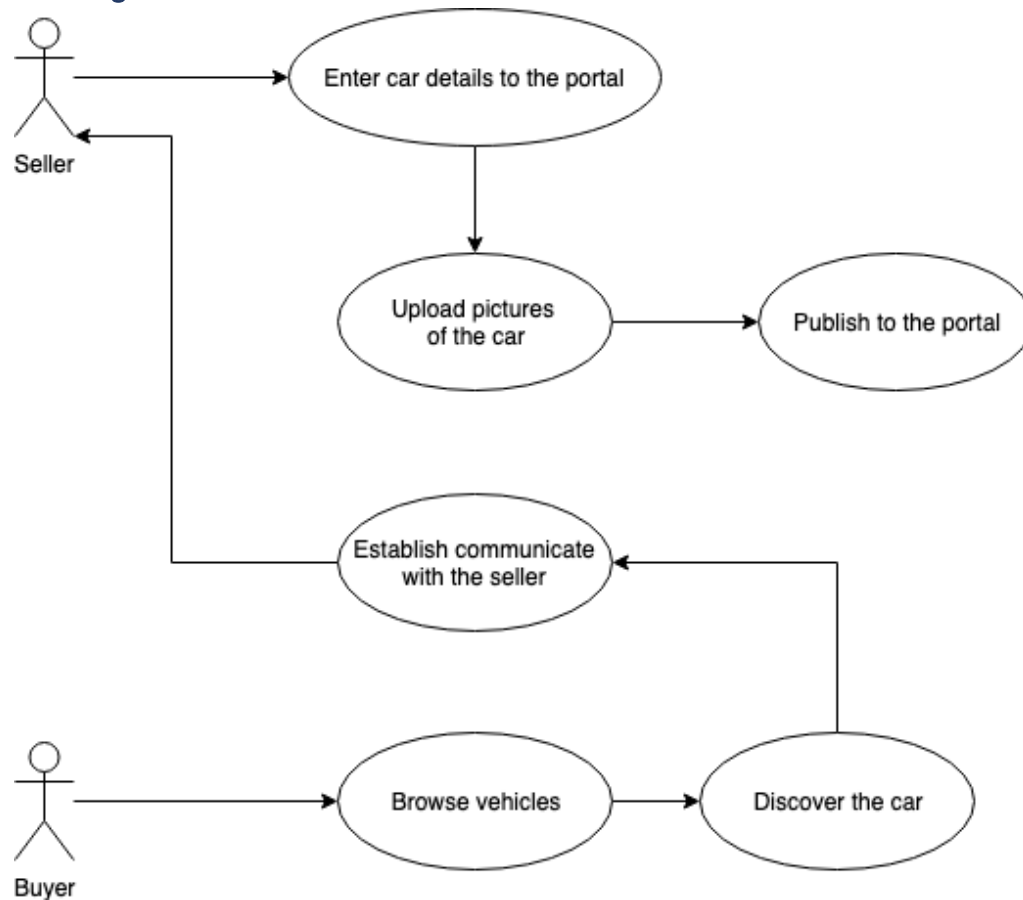 Enter car details to the portal
Seller
Upload pictures
of the car
Publish to the portal
Establish communicate
with the seller
Browse vehicles
Discover the car
Buyer